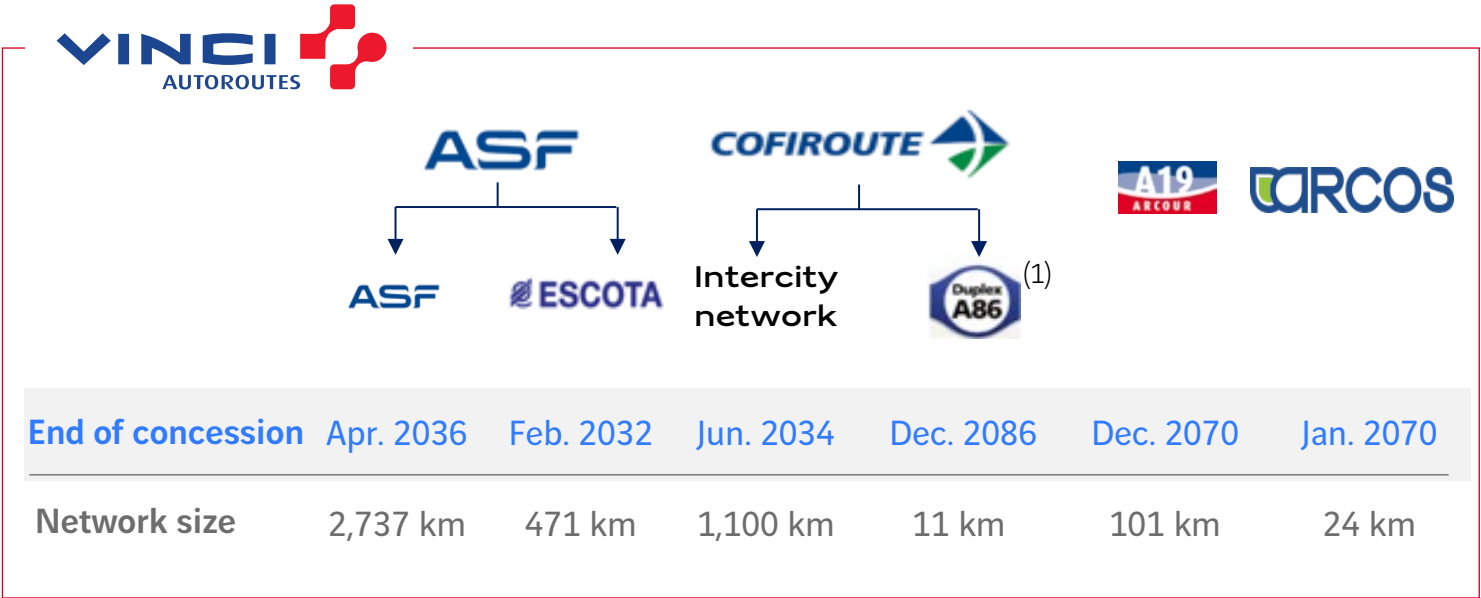 VINCI
AUTOROUTES
ASF
COFIROUTE
A19
ARCOUR
ARCOS
ASF
ESCOTA
Intercity
network
Duplex
A86
(1)
End of concession Apr. 2036 Feb. 2032 Jun. 2034 Dec. 2086 Dec. 2070 Jan. 2070
Network size 2,737 km 471 km 1,100 km 11 km 101 km 24 km